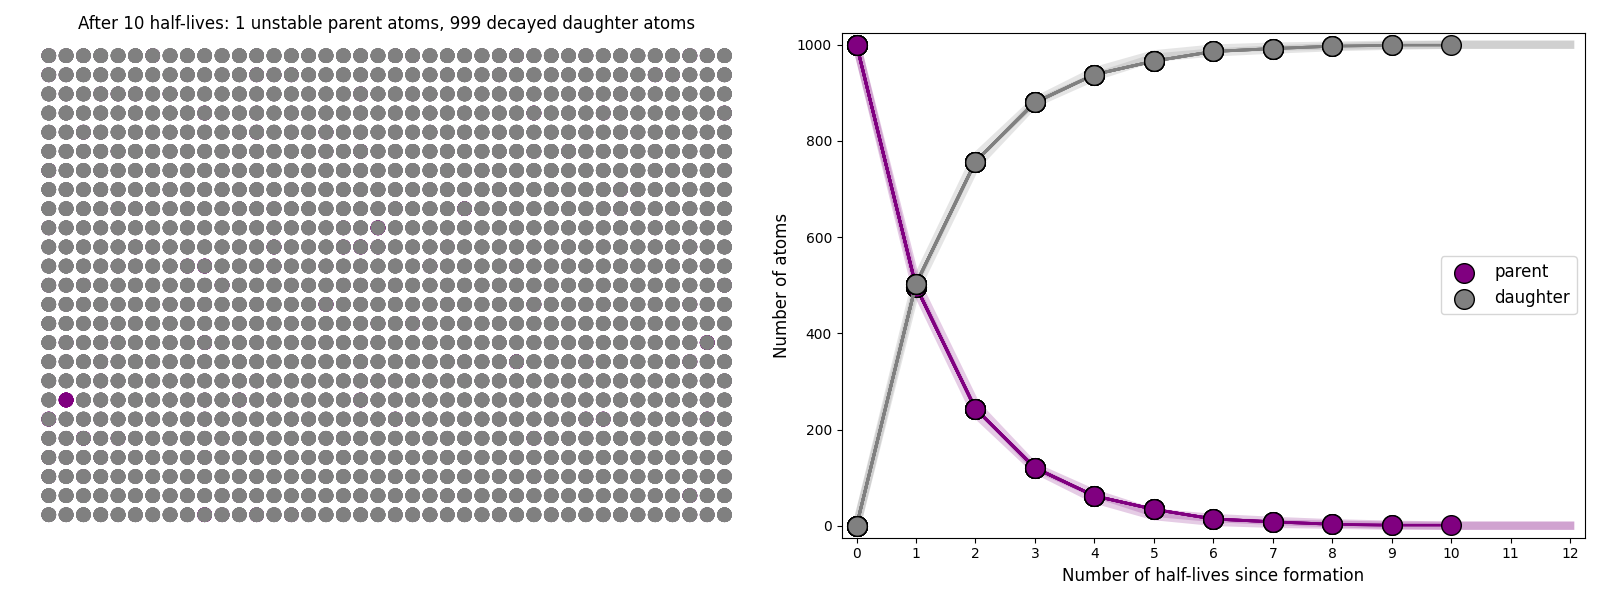 After 10 half-lives: 1 unstable parent atoms, 999 decayed daughter atoms
1000
800
600
400
200
0
Number of atoms
parent
daughter
0 1 2 3 4 5 6 7 8 9 10 11 12
Number of half-lives since formation